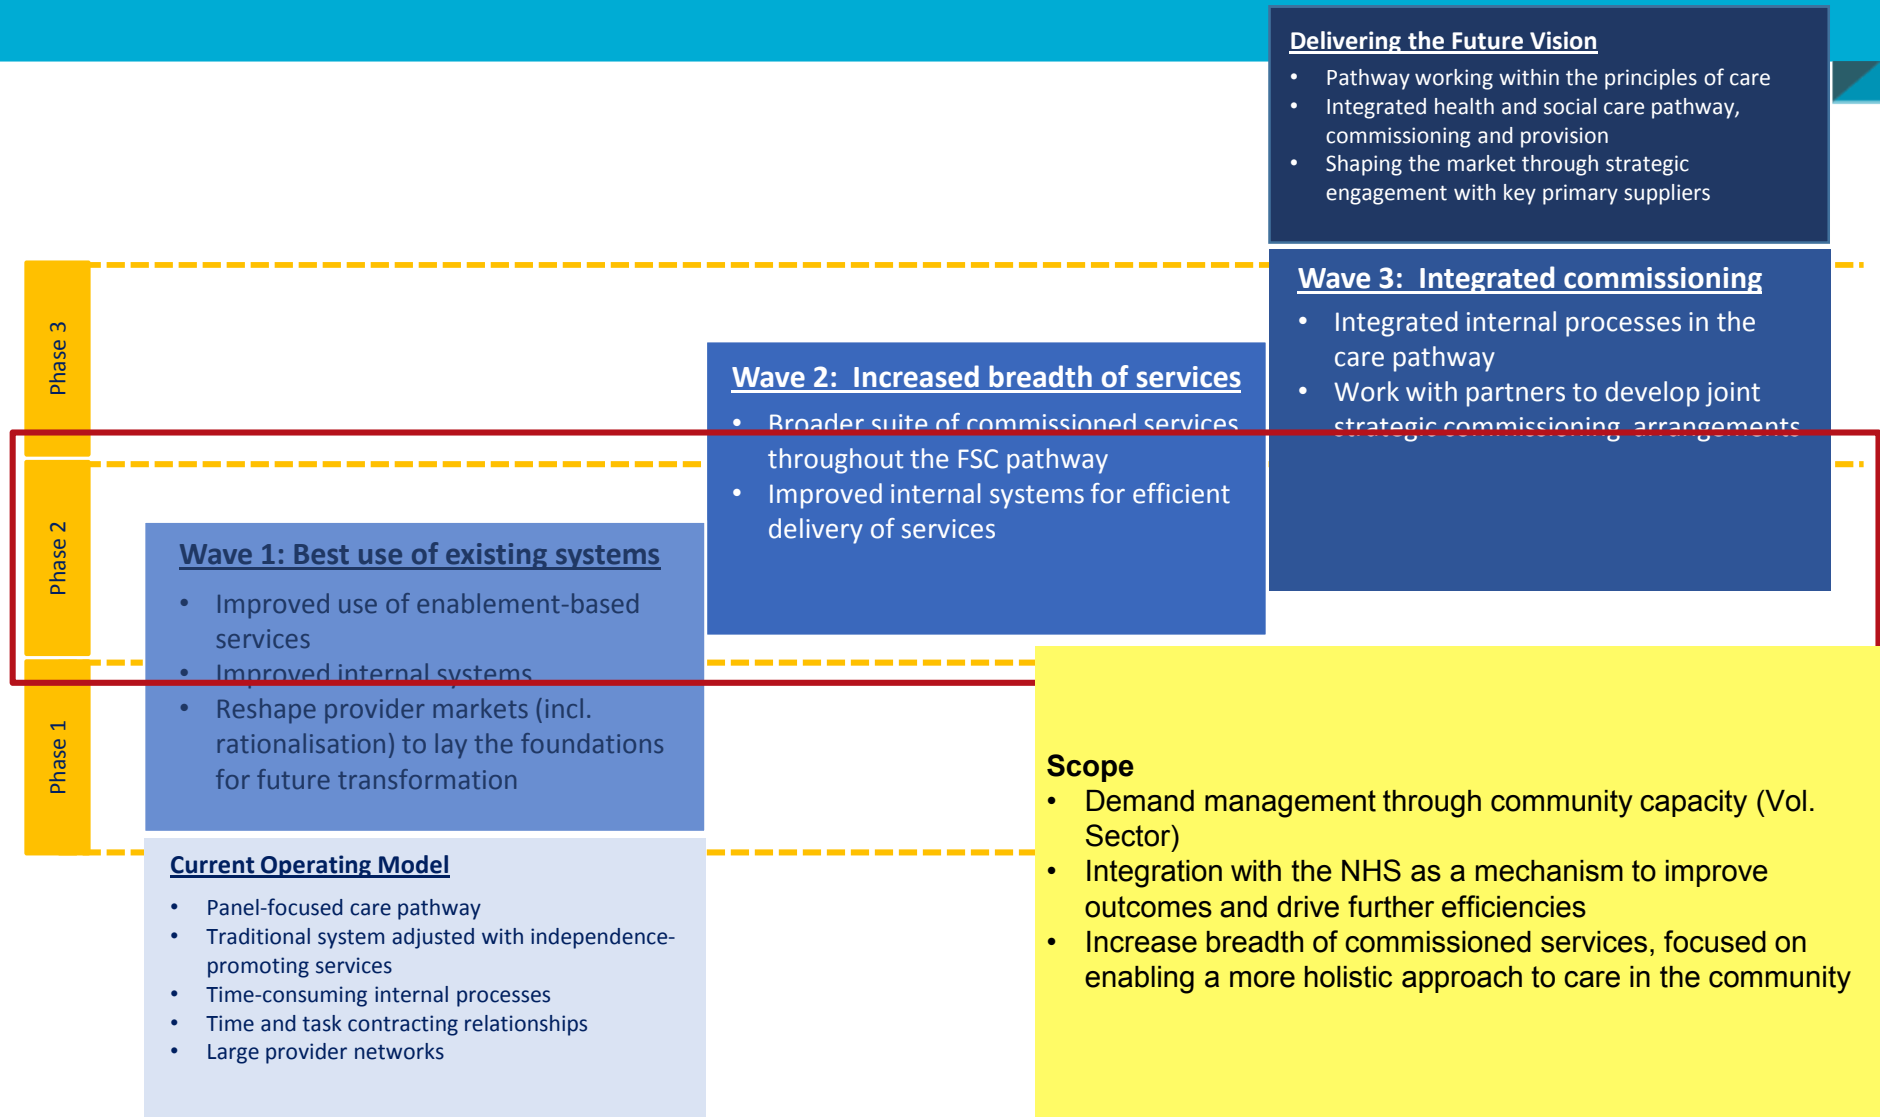 Delivering the Future Vision
• Pathway working within the principles of care
• Integrated health and social care pathway,
commissioning and provision
• Shaping the market through strategic
engagement with key primary suppliers
Phase 3
Wave 3: Integrated commissioning
• Integrated internal processes in the
care pathway
• Work with partners to develop joint
strategic commissioning arrangements
Wave 2: Increased breadth of services
• Broader suite of commissioned services
throughout the FSC pathway
• Improved internal systems for efficient
delivery of services
Phase 2
Wave 1: Best use of existing systems
• Improved use of enablement-based
services
• Improved internal systems
• Reshape provider markets (incl.
rationalisation) to lay the foundations
for future transformation
Phase 1
Scope
• Demand management through community capacity (Vol.
Sector)
• Integration with the NHS as a mechanism to improve
outcomes and drive further efficiencies
• Increase breadth of commissioned services, focused on
enabling a more holistic approach to care in the community
Current Operating Model
• Panel-focused care pathway
• Traditional system adjusted with independence-
promoting services
• Time-consuming internal processes
• Time and task contracting relationships
• Large provider networks